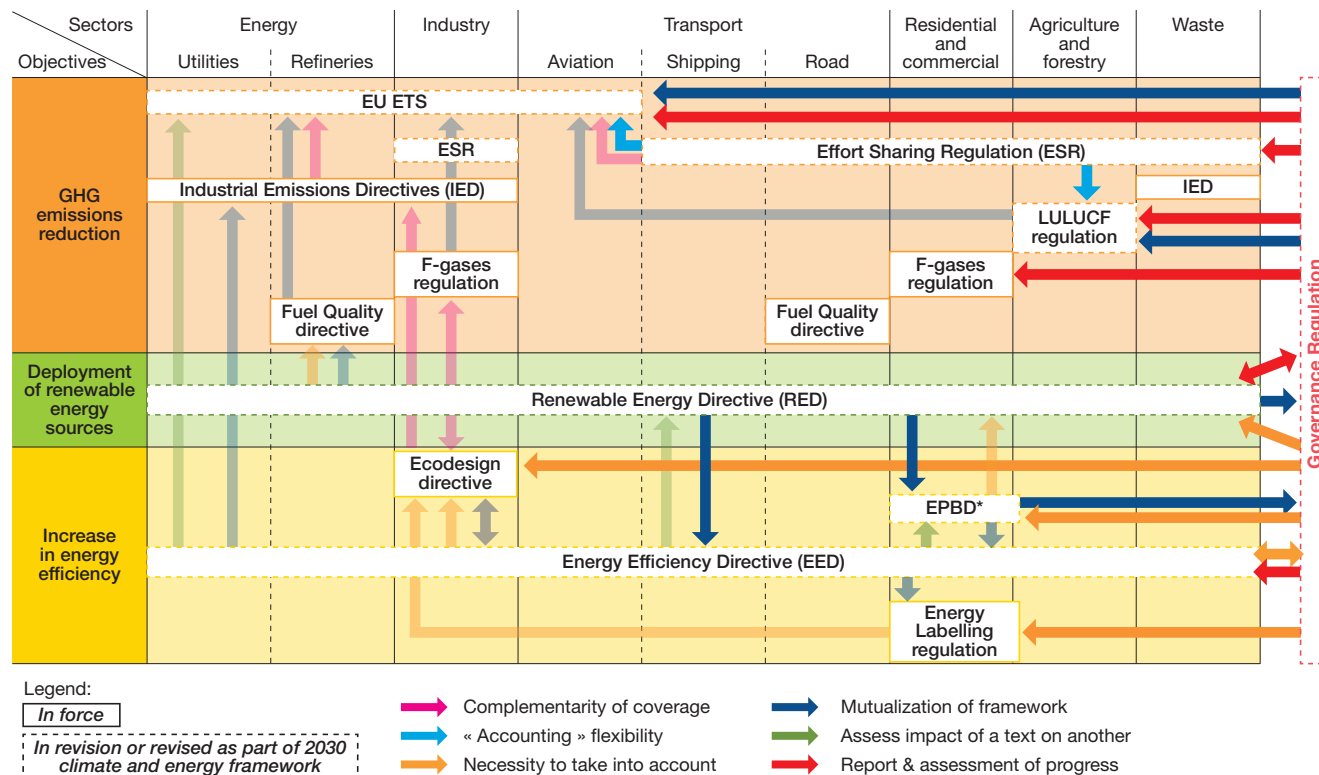 Sectors
Energy
Industry
Transport
Residential
and
commercial
Agriculture
and
forestry
Waste
Objectives
Utilities
Refineries
Aviation
Shipping
Road
GHG
emissions
reduction
EU ETS
ESR
Effort Sharing Regulation (ESR)
Industrial Emissions Directives (IED)
IED
LULUCF
regulation
F-gases
regulation
F-gases
regulation
Fuel Quality
directive
Fuel Quality
directive
Deployment
of renewable
energy
sources
Renewable Energy Directive (RED)
Increase
in energy
efficiency
Ecodesign
directive
EPBD*
Energy Efficiency Directive (EED)
Energy
Labelling
regulation
Governance Regulation
Legend:
In force
In revision or revised as part of 2030
climate and energy framework
Complementarity of coverage
« Accounting » flexibility
Necessity to take into account
Mutualization of framework
Assess impact of a text on another
Report & assessment of progress